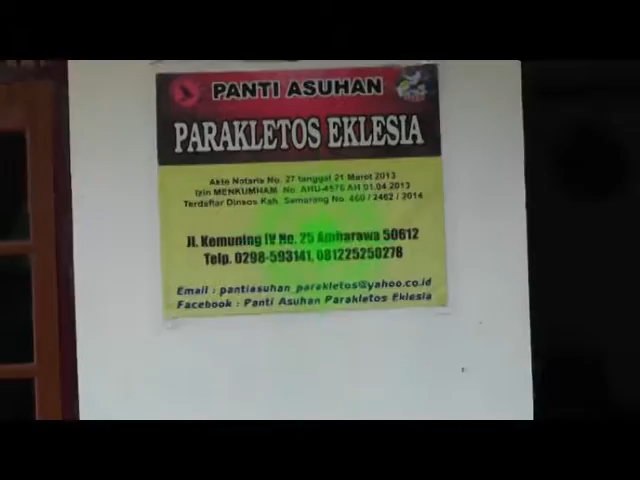 PANTI ASUHAN
PARAKLETOS EKLESIA
Akte Notaris No. 27 tanggal 21 Maret 2013
Izin MENKUMHAM No. AHU-4576 AH 01.04.2013
Terdaftar Dinsos Kab. Semarang No. 460 / 2462 / 2014
Jl. Kemuning IV No. 25 Ambarawa 50612
Telp. 0298-593141, 081225250278
Email : pantiasuhan_parakletos@yahoo.co.id
Facebook : Panti Asuhan Parakletos Eklesia